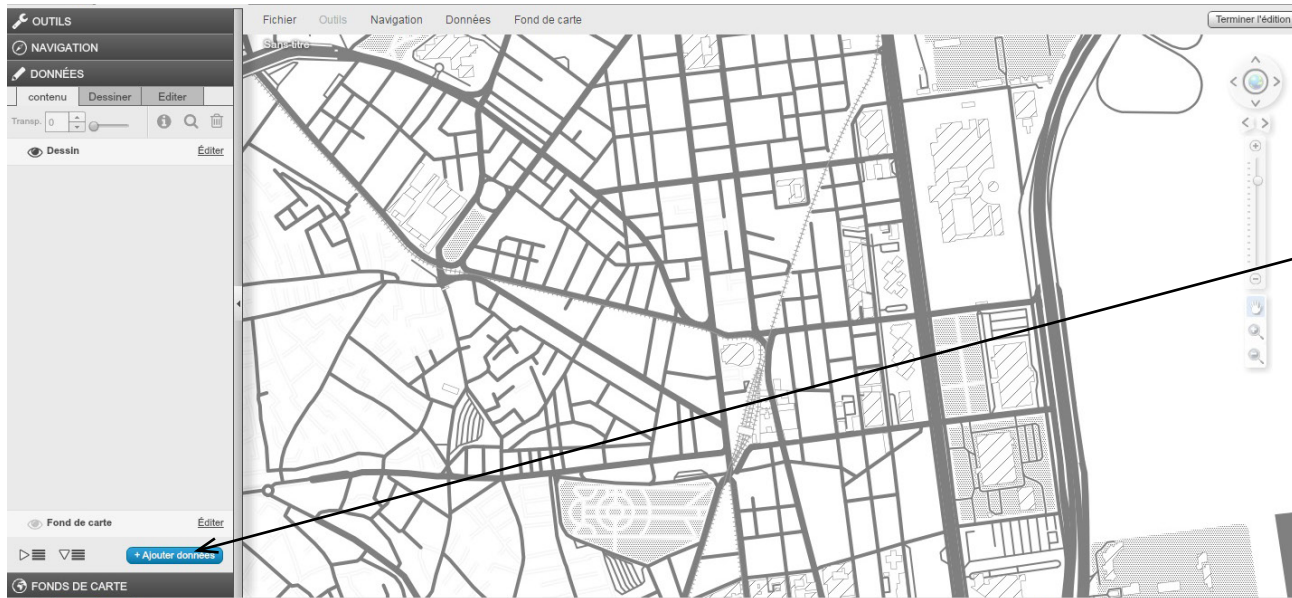 OUTILS
NAVIGATION
DONNÉES
contenu Dessiner Editer
Transp. 0
Dessin Éditer
Fond de carte Éditer
+ Ajouter données
FONDS DE CARTE
Fichier Outils Navigation Données Fond de carte
Terminer l'édition
Sans-titre